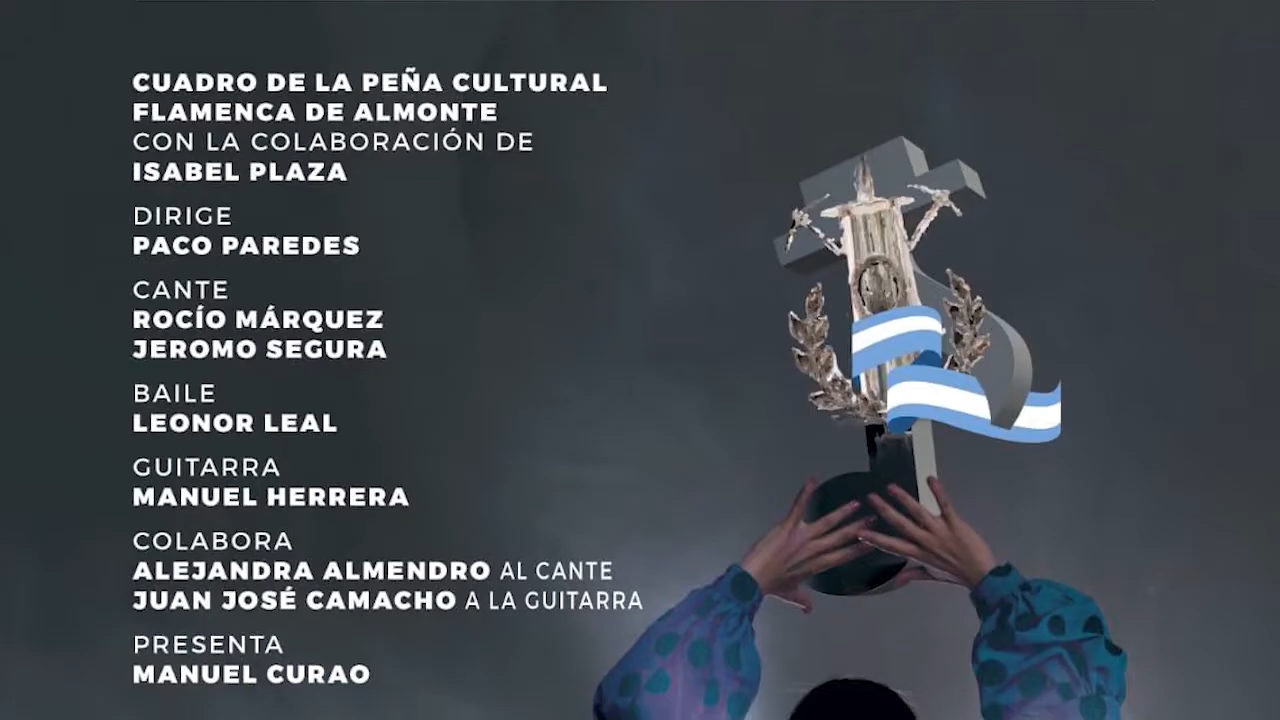 CUADRO DE LA PEÑA CULTURAL
FLAMENCA DE ALMONTE
CON LA COLABORACIÓN DE
ISABEL PLAZA
DIRIGE
PACO PAREDES
CANTE
ROCÍO MÁRQUEZ
JEROMO SEGURA
BAILE
LEONOR LEAL
GUITARRA
MANUEL HERRERA
COLABORA
ALEJANDRA ALMENDRO AL CANTE
JUAN JOSÉ CAMACHO A LA GUITARRA
PRESENTA
MANUEL CURAO